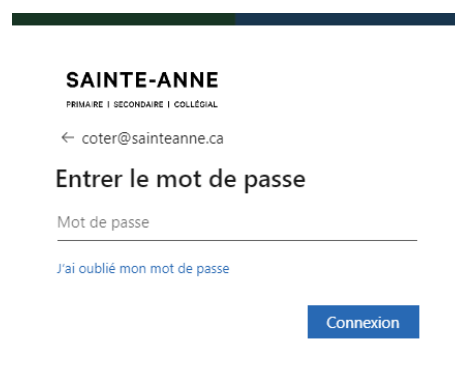 SAINTE-ANNE
PRIMAIRE | SECONDAIRE | COLLÉGIAL
← coter@sainteanne.ca
Entrer le mot de passe
Mot de passe
J'ai oublié mon mot de passe
Connexion